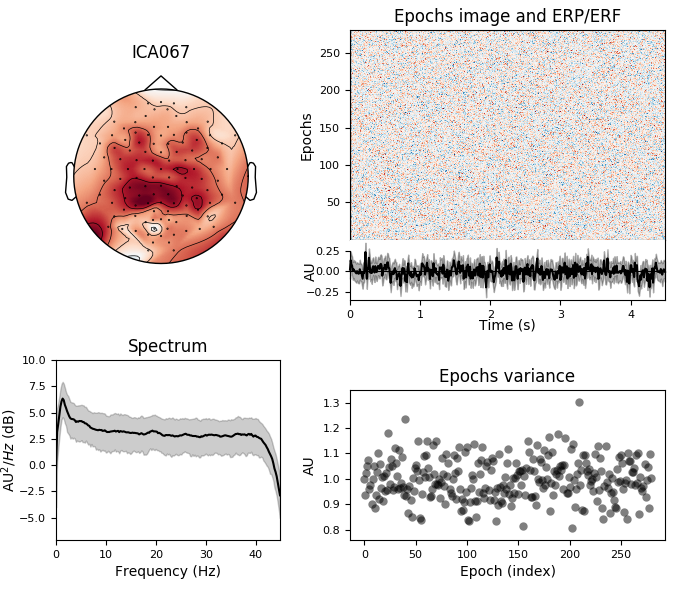 ICA067
Epochs image and ERP/ERF
Epochs
250
200
150
100
50
AU
0.25
0.00
−0.25
0 1 2 3 4
Time (s)
Spectrum
AU²/Hz (dB)
10.0
7.5
5.0
2.5
0.0
−2.5
−5.0
0 10 20 30 40
Frequency (Hz)
Epochs variance
AU
1.3
1.2
1.1
1.0
0.9
0.8
0 50 100 150 200 250
Epoch (index)